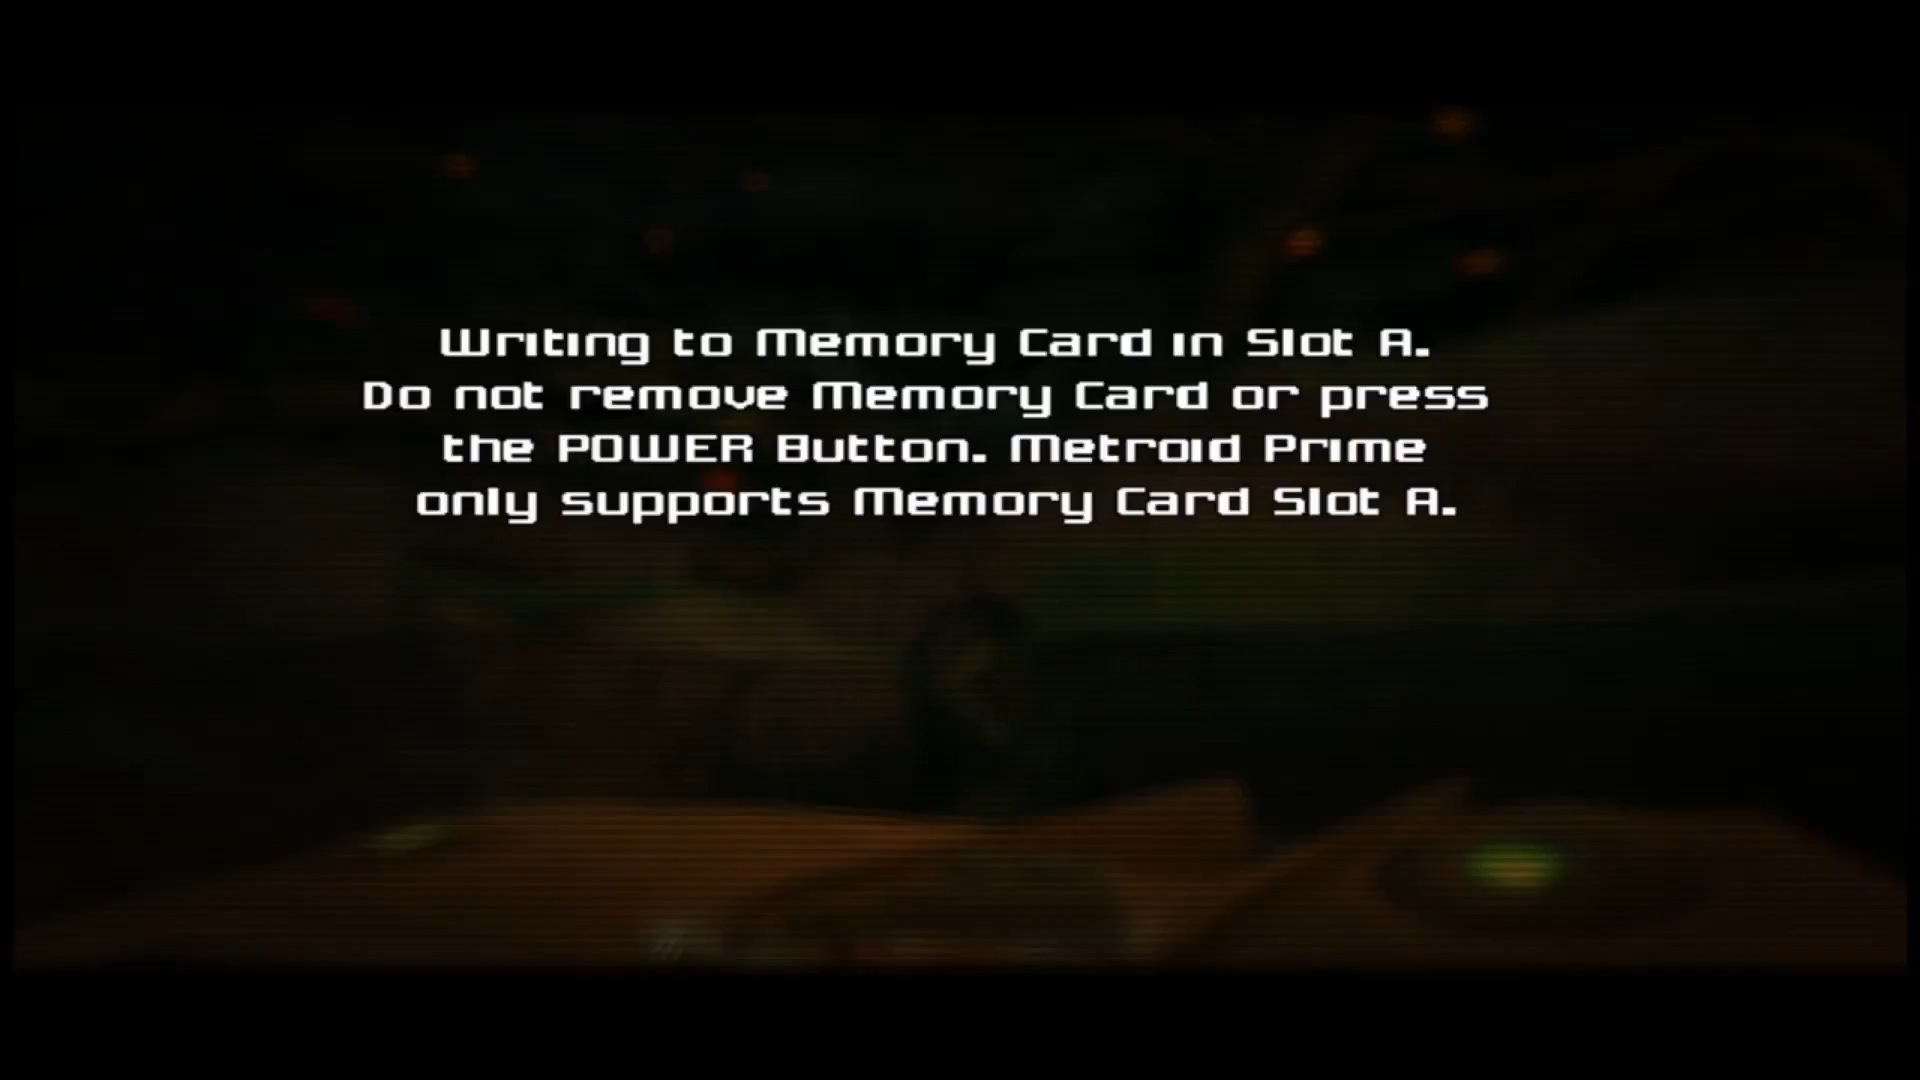 Writing to Memory Card in Slot A.
Do not remove Memory Card or press
the POWER Button. Metroid Prime
only supports Memory Card Slot A.